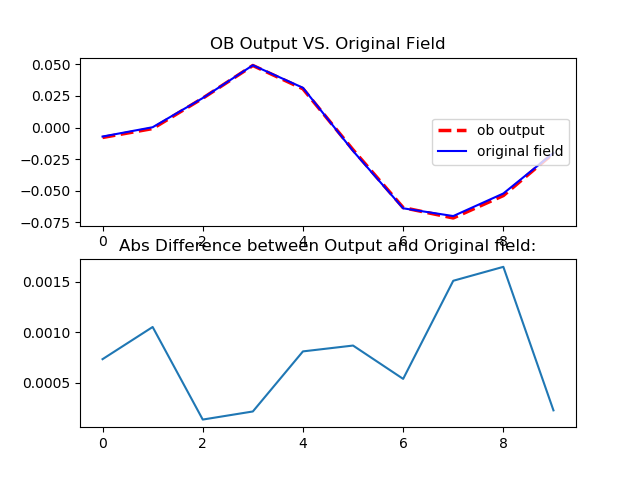 OB Output VS. Original Field
0.050
0.025
0.000
−0.025
−0.050
−0.075
ob output
original field
0 2 4 6 8
Abs Difference between Output and Original field:
0.0015
0.0010
0.0005
0 2 4 6 8